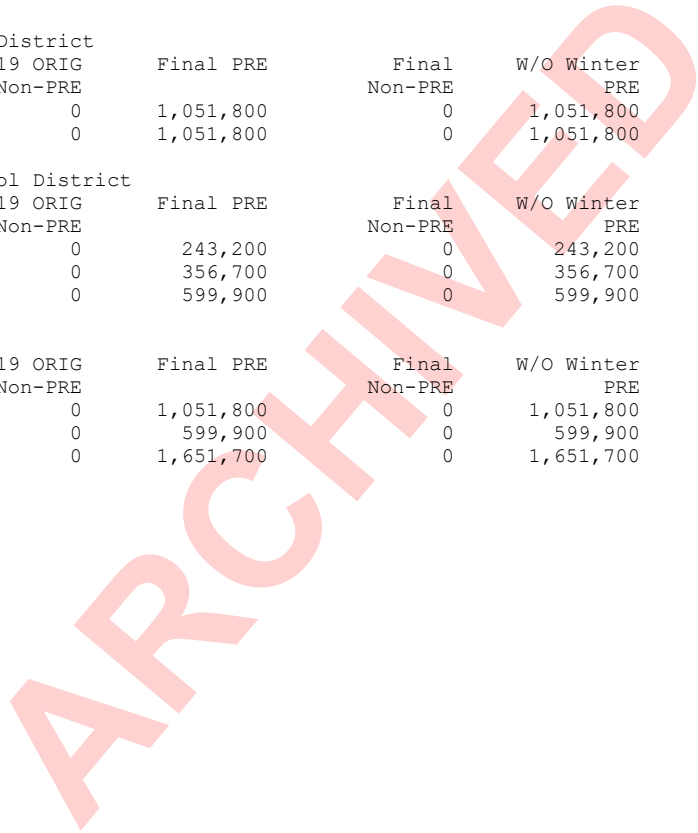 District
19 ORIG Final PRE Final W/O Winter
Non-PRE Non-PRE PRE
0 1,051,800 0 1,051,800
0 1,051,800 0 1,051,800
ol District
19 ORIG Final PRE Final W/O Winter
Non-PRE Non-PRE PRE
0 243,200 0 243,200
0 356,700 0 356,700
0 599,900 0 599,900
19 ORIG Final PRE Final W/O Winter
Non-PRE Non-PRE PRE
0 1,051,800 0 1,051,800
0 599,900 0 599,900
0 1,651,700 0 1,651,700
ARCHIVED